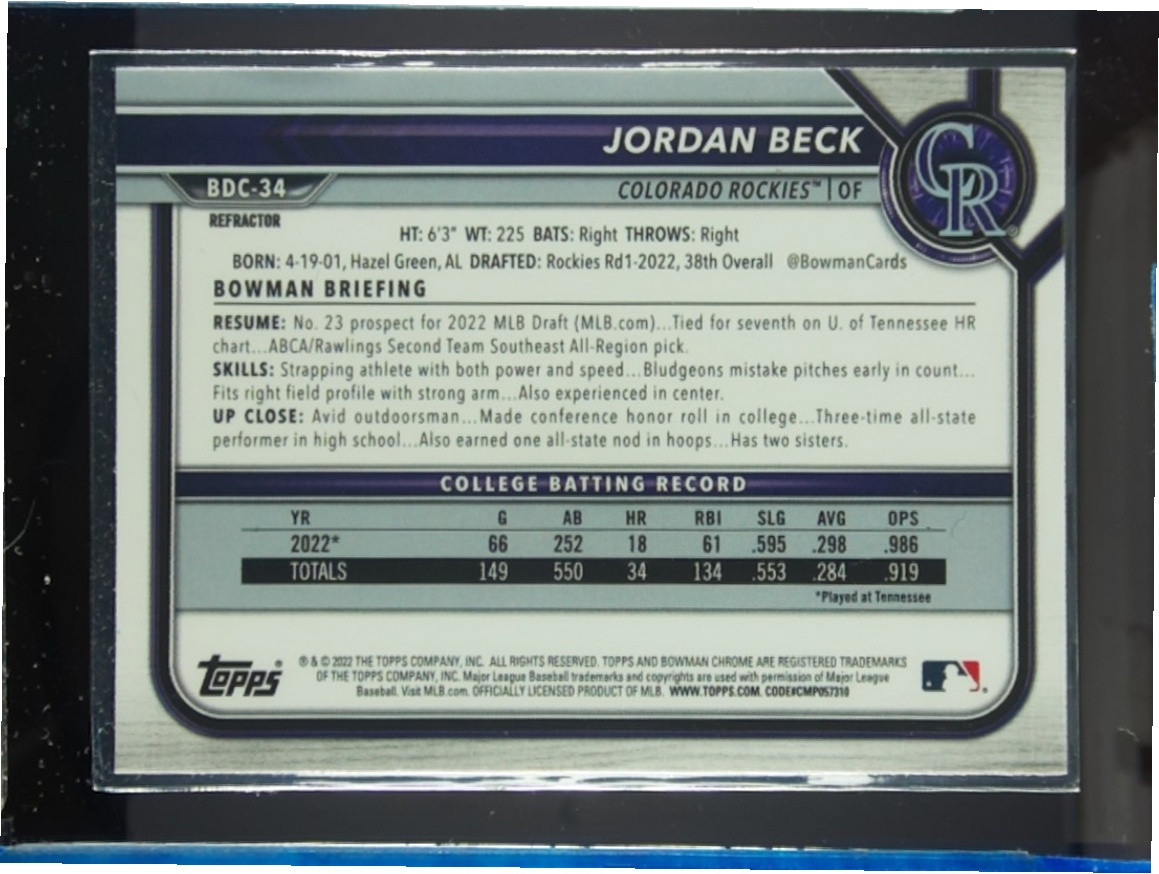 JORDAN BECK
BDC-34
COLORADO ROCKIES™ | OF
CR®
REFRACTOR
HT: 6'3" WT: 225 BATS: Right THROWS: Right
BORN: 4-19-01, Hazel Green, AL DRAFTED: Rockies Rd1-2022, 38th Overall @BowmanCards
BOWMAN BRIEFING
RESUME: No. 23 prospect for 2022 MLB Draft (MLB.com)...Tied for seventh on U. of Tennessee HR
chart...ABCA/Rawlings Second Team Southeast All-Region pick.
SKILLS: Strapping athlete with both power and speed...Bludgeons mistake pitches early in count...
Fits right field profile with strong arm...Also experienced in center.
UP CLOSE: Avid outdoorsman...Made conference honor roll in college...Three-time all-state
performer in high school...Also earned one all-state nod in hoops...Has two sisters.
COLLEGE BATTING RECORD
YR G AB HR RBI SLG AVG OPS
2022* 66 252 18 61 .595 .298 .986
TOTALS 149 550 34 134 .553 .284 .919
*Played at Tennessee
Topps®
® & © 2022 THE TOPPS COMPANY, INC. ALL RIGHTS RESERVED. TOPPS AND BOWMAN CHROME ARE REGISTERED TRADEMARKS
OF THE TOPPS COMPANY, INC. Major League Baseball trademarks and copyrights are used with permission of Major League
Baseball. Visit MLB.com. OFFICIALLY LICENSED PRODUCT OF MLB. WWW.TOPPS.COM. CODE#CMP057310